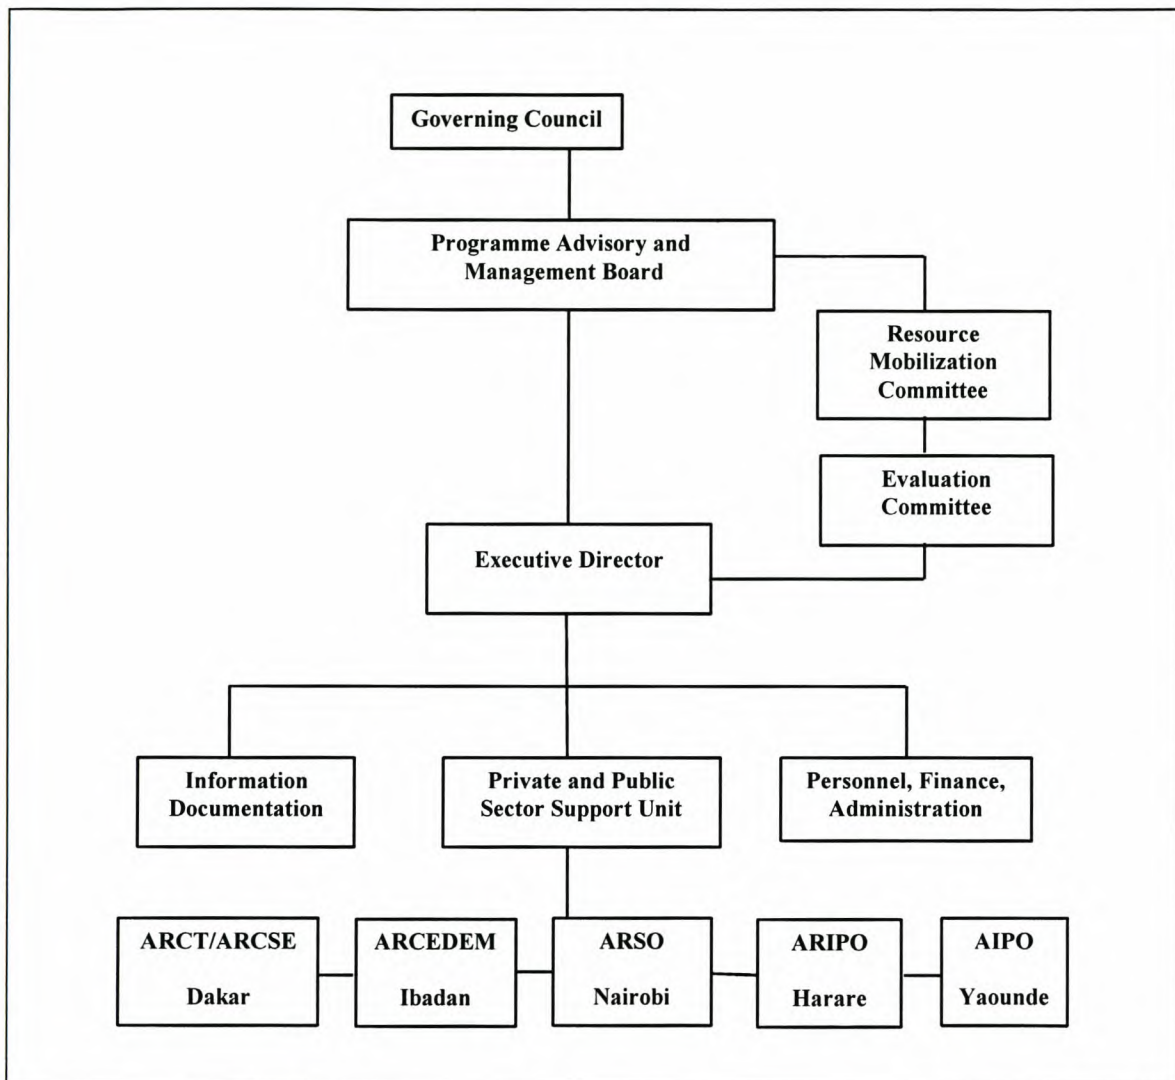 Governing Council
Programme Advisory and
Management Board
Resource
Mobilization
Committee
Evaluation
Committee
Executive Director
Information
Documentation
Private and Public
Sector Support Unit
Personnel, Finance,
Administration
ARCT/ARCSE
Dakar
ARCEDEM
Ibadan
ARSO
Nairobi
ARIPO
Harare
AIPO
Yaounde